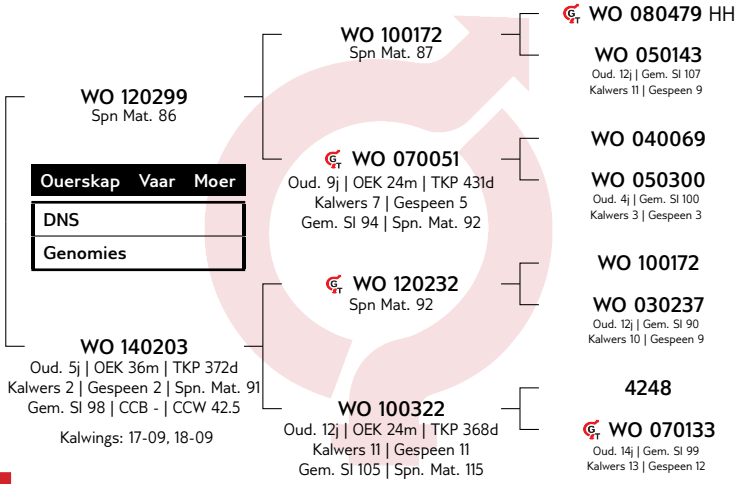 WO 120299
Spn Mat. 86
Ouerskap Vaar Moer
DNS
Genomies
WO 140203
Oud. 5j | OEK 36m | TKP 372d
Kalwers 2 | Gespeen 2 | Spn. Mat. 91
Gem. SI 98 | CCB - | CCW 42.5
Kalwings: 17-09, 18-09
WO 100172
Spn Mat. 87
GT WO 070051
Oud. 9j | OEK 24m | TKP 431d
Kalwers 7 | Gespeen 5
Gem. SI 94 | Spn. Mat. 92
GT WO 120232
Spn Mat. 92
WO 100322
Oud. 12j | OEK 24m | TKP 368d
Kalwers 11 | Gespeen 11
Gem. SI 105 | Spn. Mat. 115
GT WO 080479 HH
WO 050143
Oud. 12j | Gem. SI 107
Kalwers 11 | Gespeen 9
WO 040069
WO 050300
Oud. 4j | Gem. SI 100
Kalwers 3 | Gespeen 3
WO 100172
WO 030237
Oud. 12j | Gem. SI 90
Kalwers 10 | Gespeen 9
4248
GT WO 070133
Oud. 14j | Gem. SI 99
Kalwers 13 | Gespeen 12